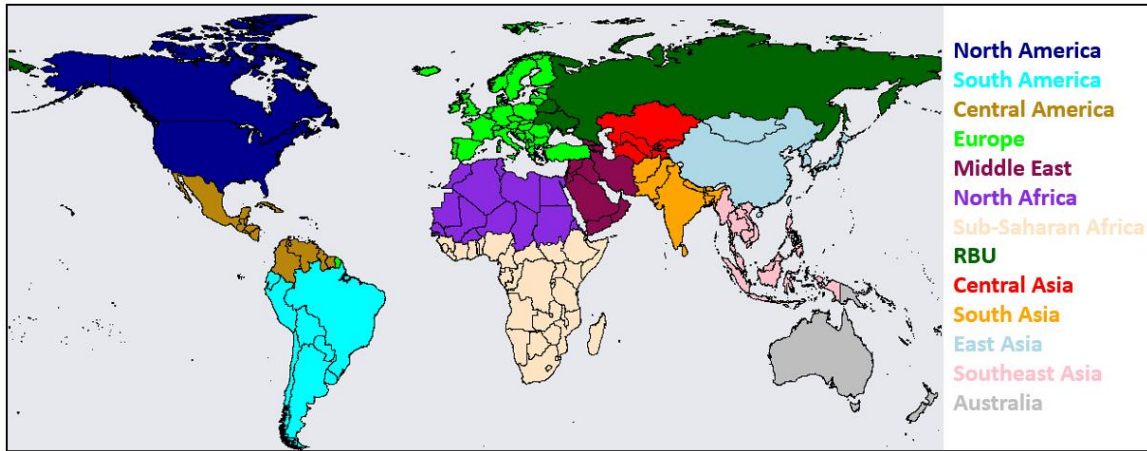 North America
South America
Central America
Europe
Middle East
North Africa
Sub-Saharan Africa
RBU
Central Asia
South Asia
East Asia
Southeast Asia
Australia